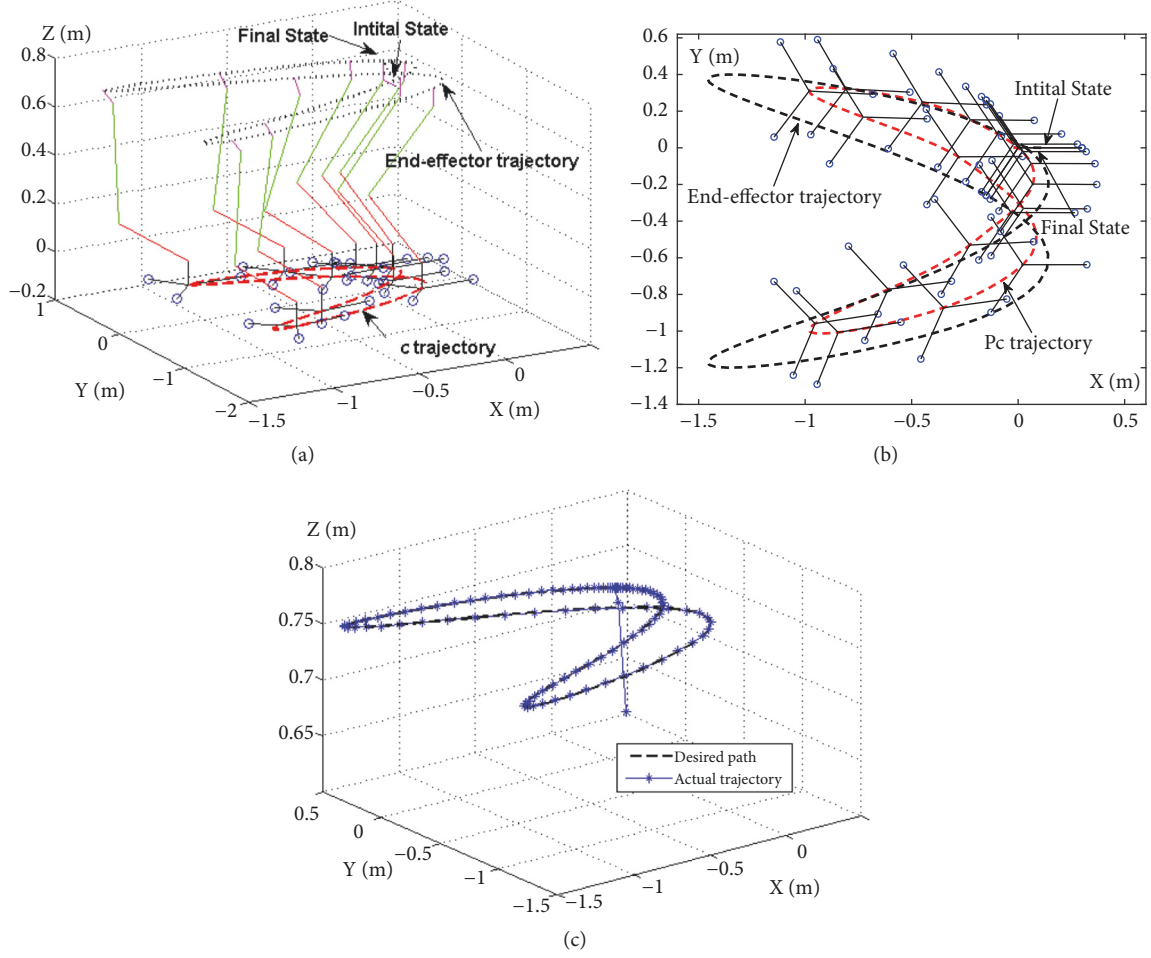 Z (m)
0.8
0.6
0.4
0.2
0
−0.2
1
0
−1
−2
Y (m)
−1.5
−1
−0.5
0
X (m)
Final State
Intital State
End-effector trajectory
c trajectory
(a)
0.6
0.4
0.2
0
−0.2
−0.4
−0.6
−0.8
−1.0
−1.2
−1.4
Y (m)
Intital State
End-effector trajectory
Final State
Pc trajectory
X (m)
−1.5
−1
−0.5
0
0.5
(b)
Z (m)
0.8
0.75
0.7
0.65
0.5
0
−0.5
−1
−1.5
Y (m)
−1.5
−1
−0.5
0
X (m)
Desired path
Actual trajectory
(c)